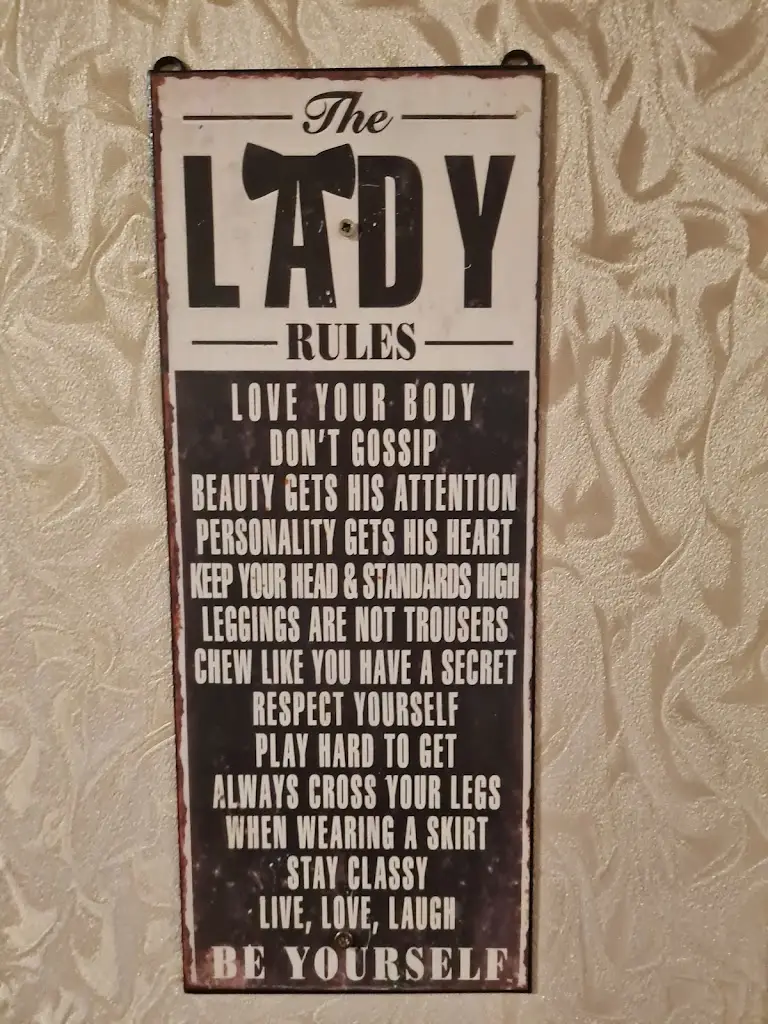 The
LADY
RULES
LOVE YOUR BODY
DON'T GOSSIP
BEAUTY GETS HIS ATTENTION
PERSONALITY GETS HIS HEART
KEEP YOUR HEAD & STANDARDS HIGH
LEGGINGS ARE NOT TROUSERS
CHEW LIKE YOU HAVE A SECRET
RESPECT YOURSELF
PLAY HARD TO GET
ALWAYS CROSS YOUR LEGS
WHEN WEARING A SKIRT
STAY CLASSY
LIVE, LOVE, LAUGH
BE YOURSELF